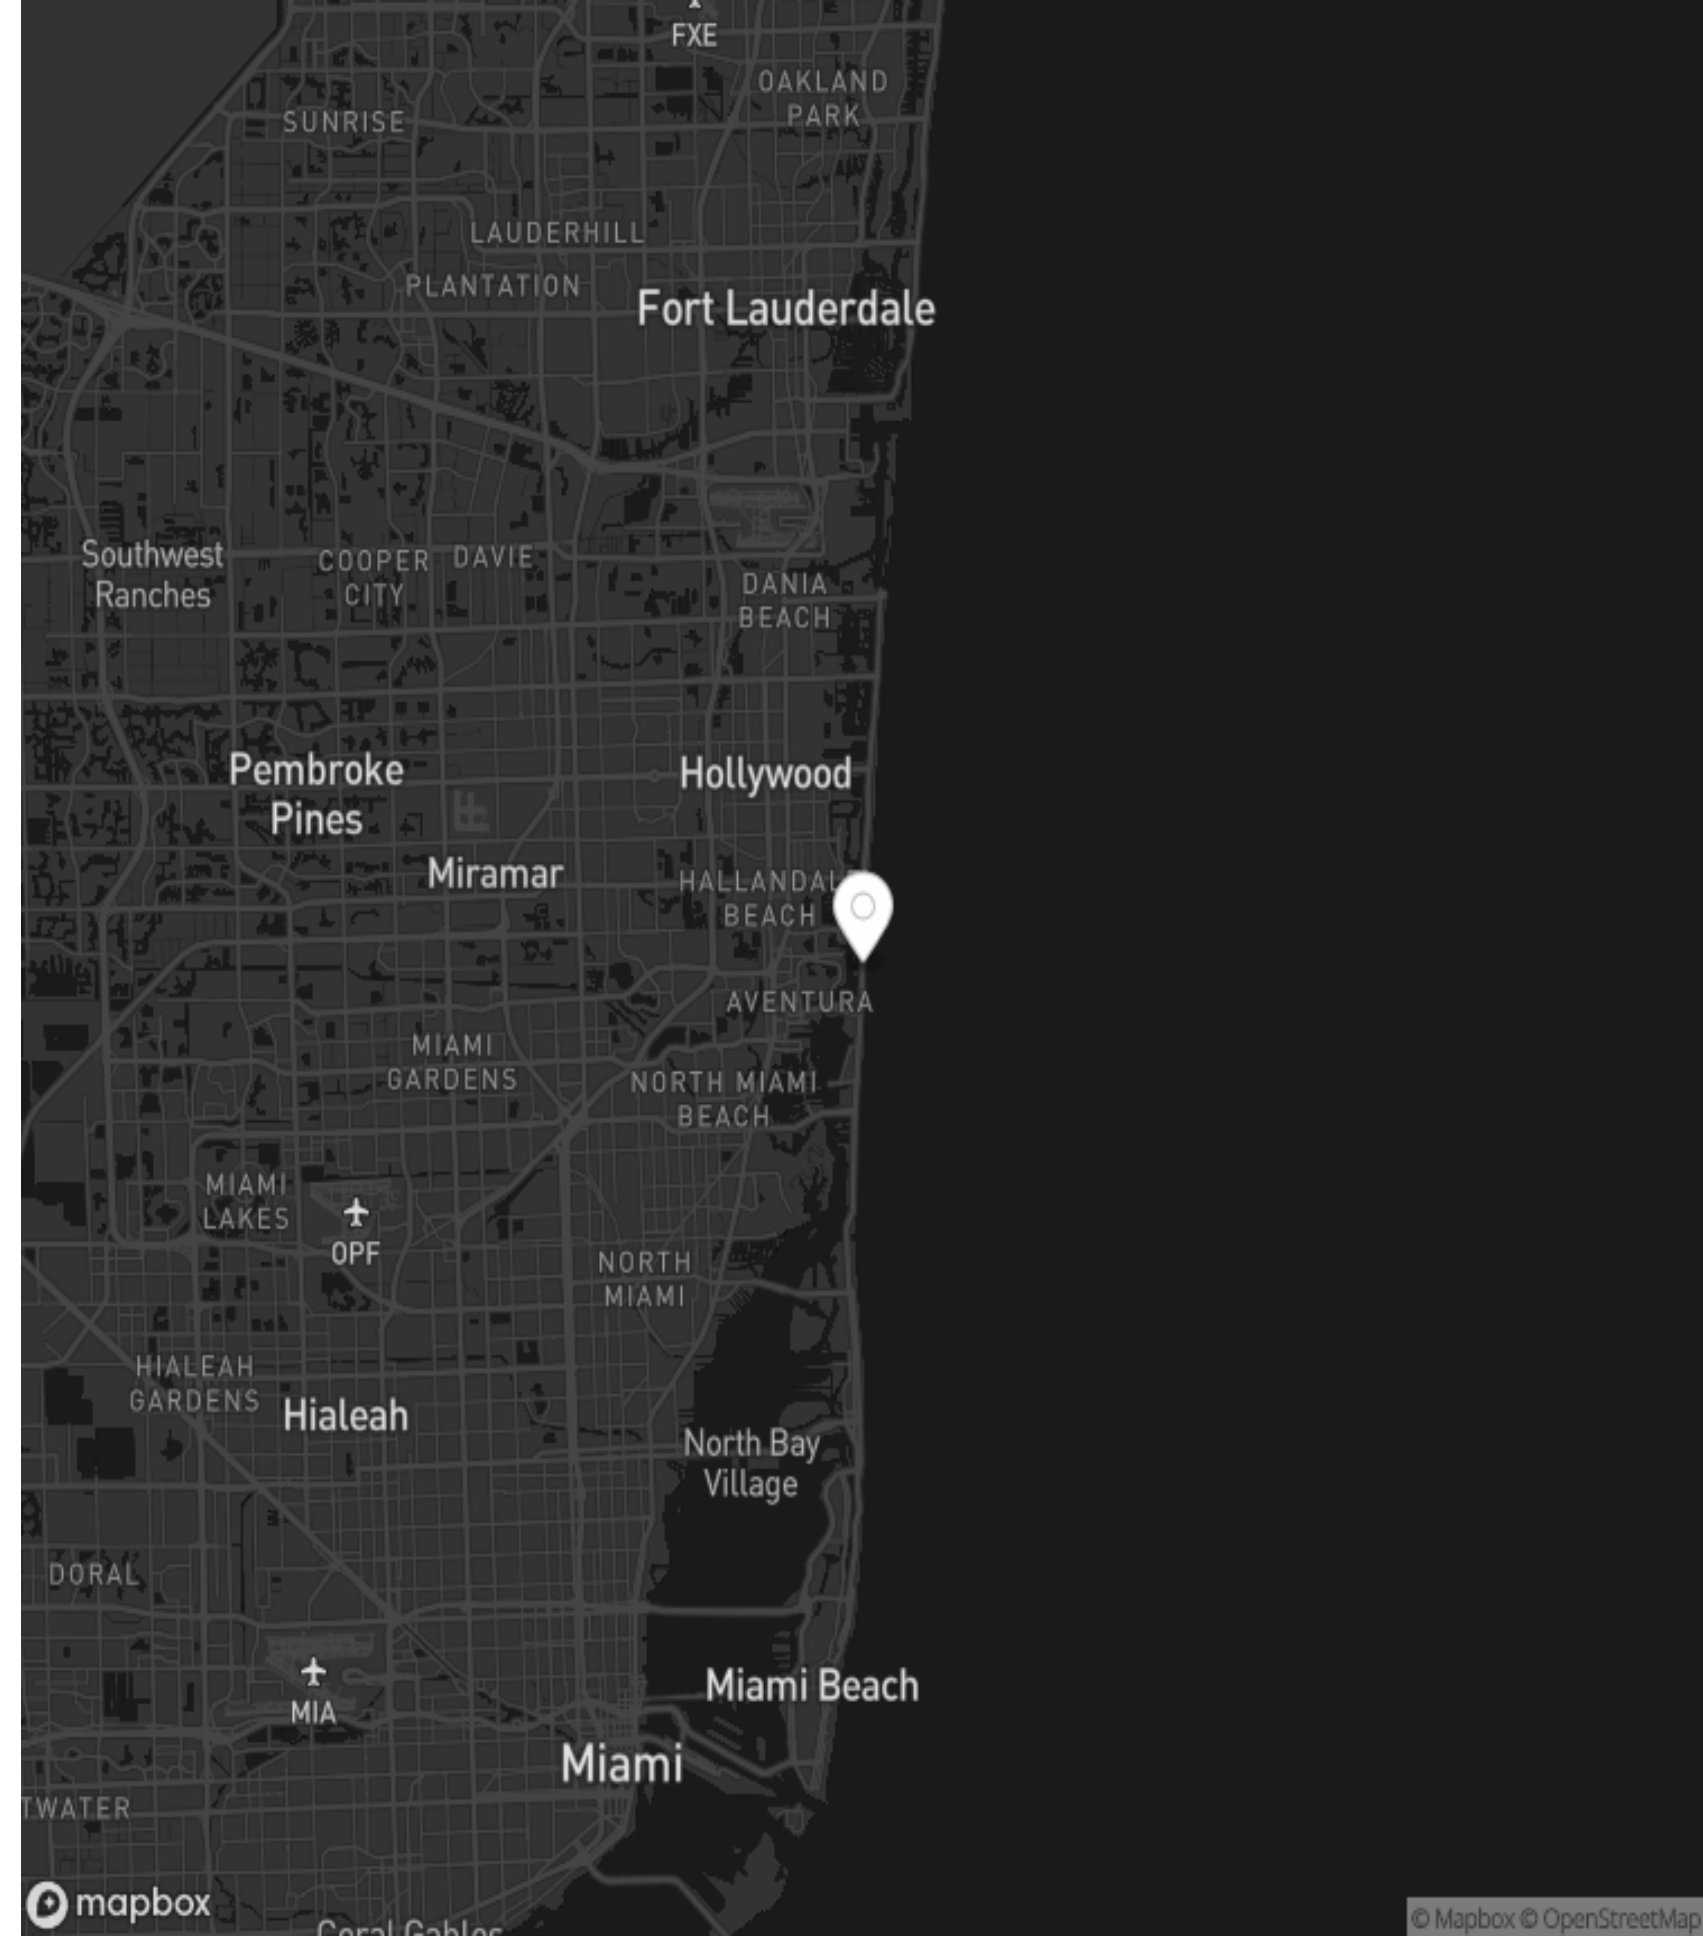 FXE
OAKLAND
PARK
SUNRISE
LAUDERHILL
PLANTATION
Fort Lauderdale
Southwest
Ranches
COOPER
CITY
DAVIE
DANIA
BEACH
Pembroke
Pines
Hollywood
Miramar
HALLANDAL
BEACH
AVENTURA
MIAMI
GARDENS
NORTH MIAMI
BEACH
MIAMI
LAKES
OPF
NORTH
MIAMI
HIALEAH
GARDENS
Hialeah
North Bay
Village
DORAL
MIA
Miami Beach
Miami
TWATER
mapbox
Coral Gables
© Mapbox © OpenStreetMap